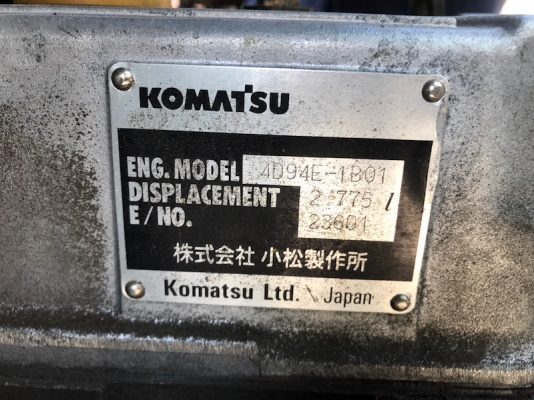 KOMATSU
ENG. MODEL 4D94E-1B01
DISPLACEMENT 2 775 l
E/NO. 23601
株式会社 小松製作所
Komatsu Ltd. Japan